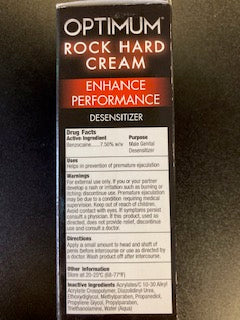 OPTIMUM™
ROCK HARD
CREAM
ENHANCE
PERFORMANCE
DESENSITIZER
Drug Facts
Active Ingredient Purpose
Benzocaine......7.50% w/w Male Genital
Desensitizer
Uses
Helps in prevention of premature ejaculation
Warnings
For external use only. If you or your partner
develop a rash or irritation such as burning or
itching discontinue use. Premature ejaculation
may be due to a condition requiring medical
supervision. Keep out of reach of children.
Avoid contact with eyes. If symptoms persist
consult a physician. If this product, used as
directed, does not provide relief, discontinue
use and consult a doctor.
Directions
Apply a small amount to head and shaft of
penis before intercourse or use as directed by
a doctor. Wash product off after intercourse.
Other Information
Store at 20-25°C (68-77°F)
Inactive Ingredients Acrylates/C 10-30 Alkyl
Acrylate Crosspolymer, Diazolidinyl Urea,
Ethoxydiglycol, Methylparaben, Propanediol,
Propylene Glycol, Propylparaben,
Triethanolamine, Water (Aqua)